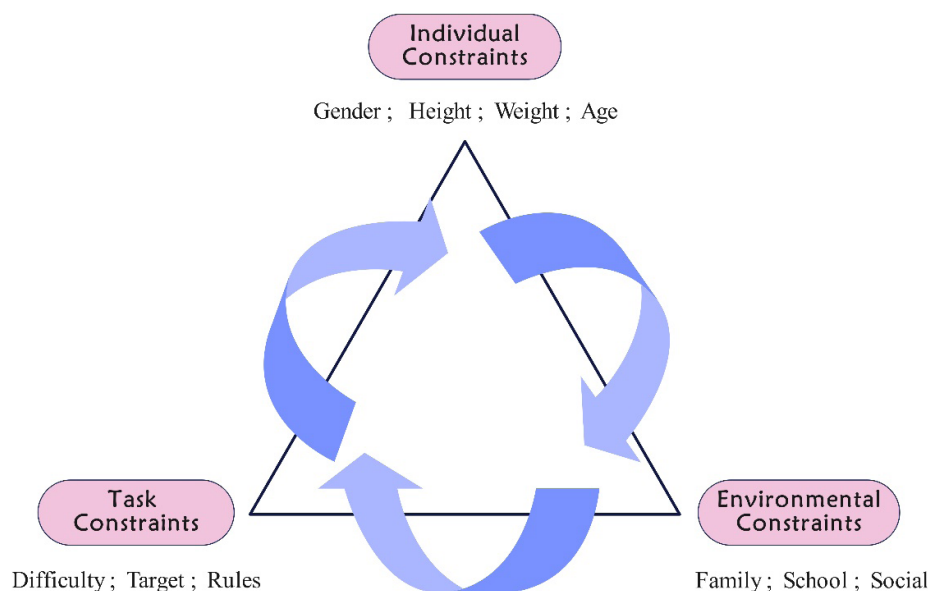 Individual
Constraints
Gender ; Height ; Weight ; Age
Task
Constraints
Difficulty ; Target ; Rules
Environmental
Constraints
Family ; School ; Social